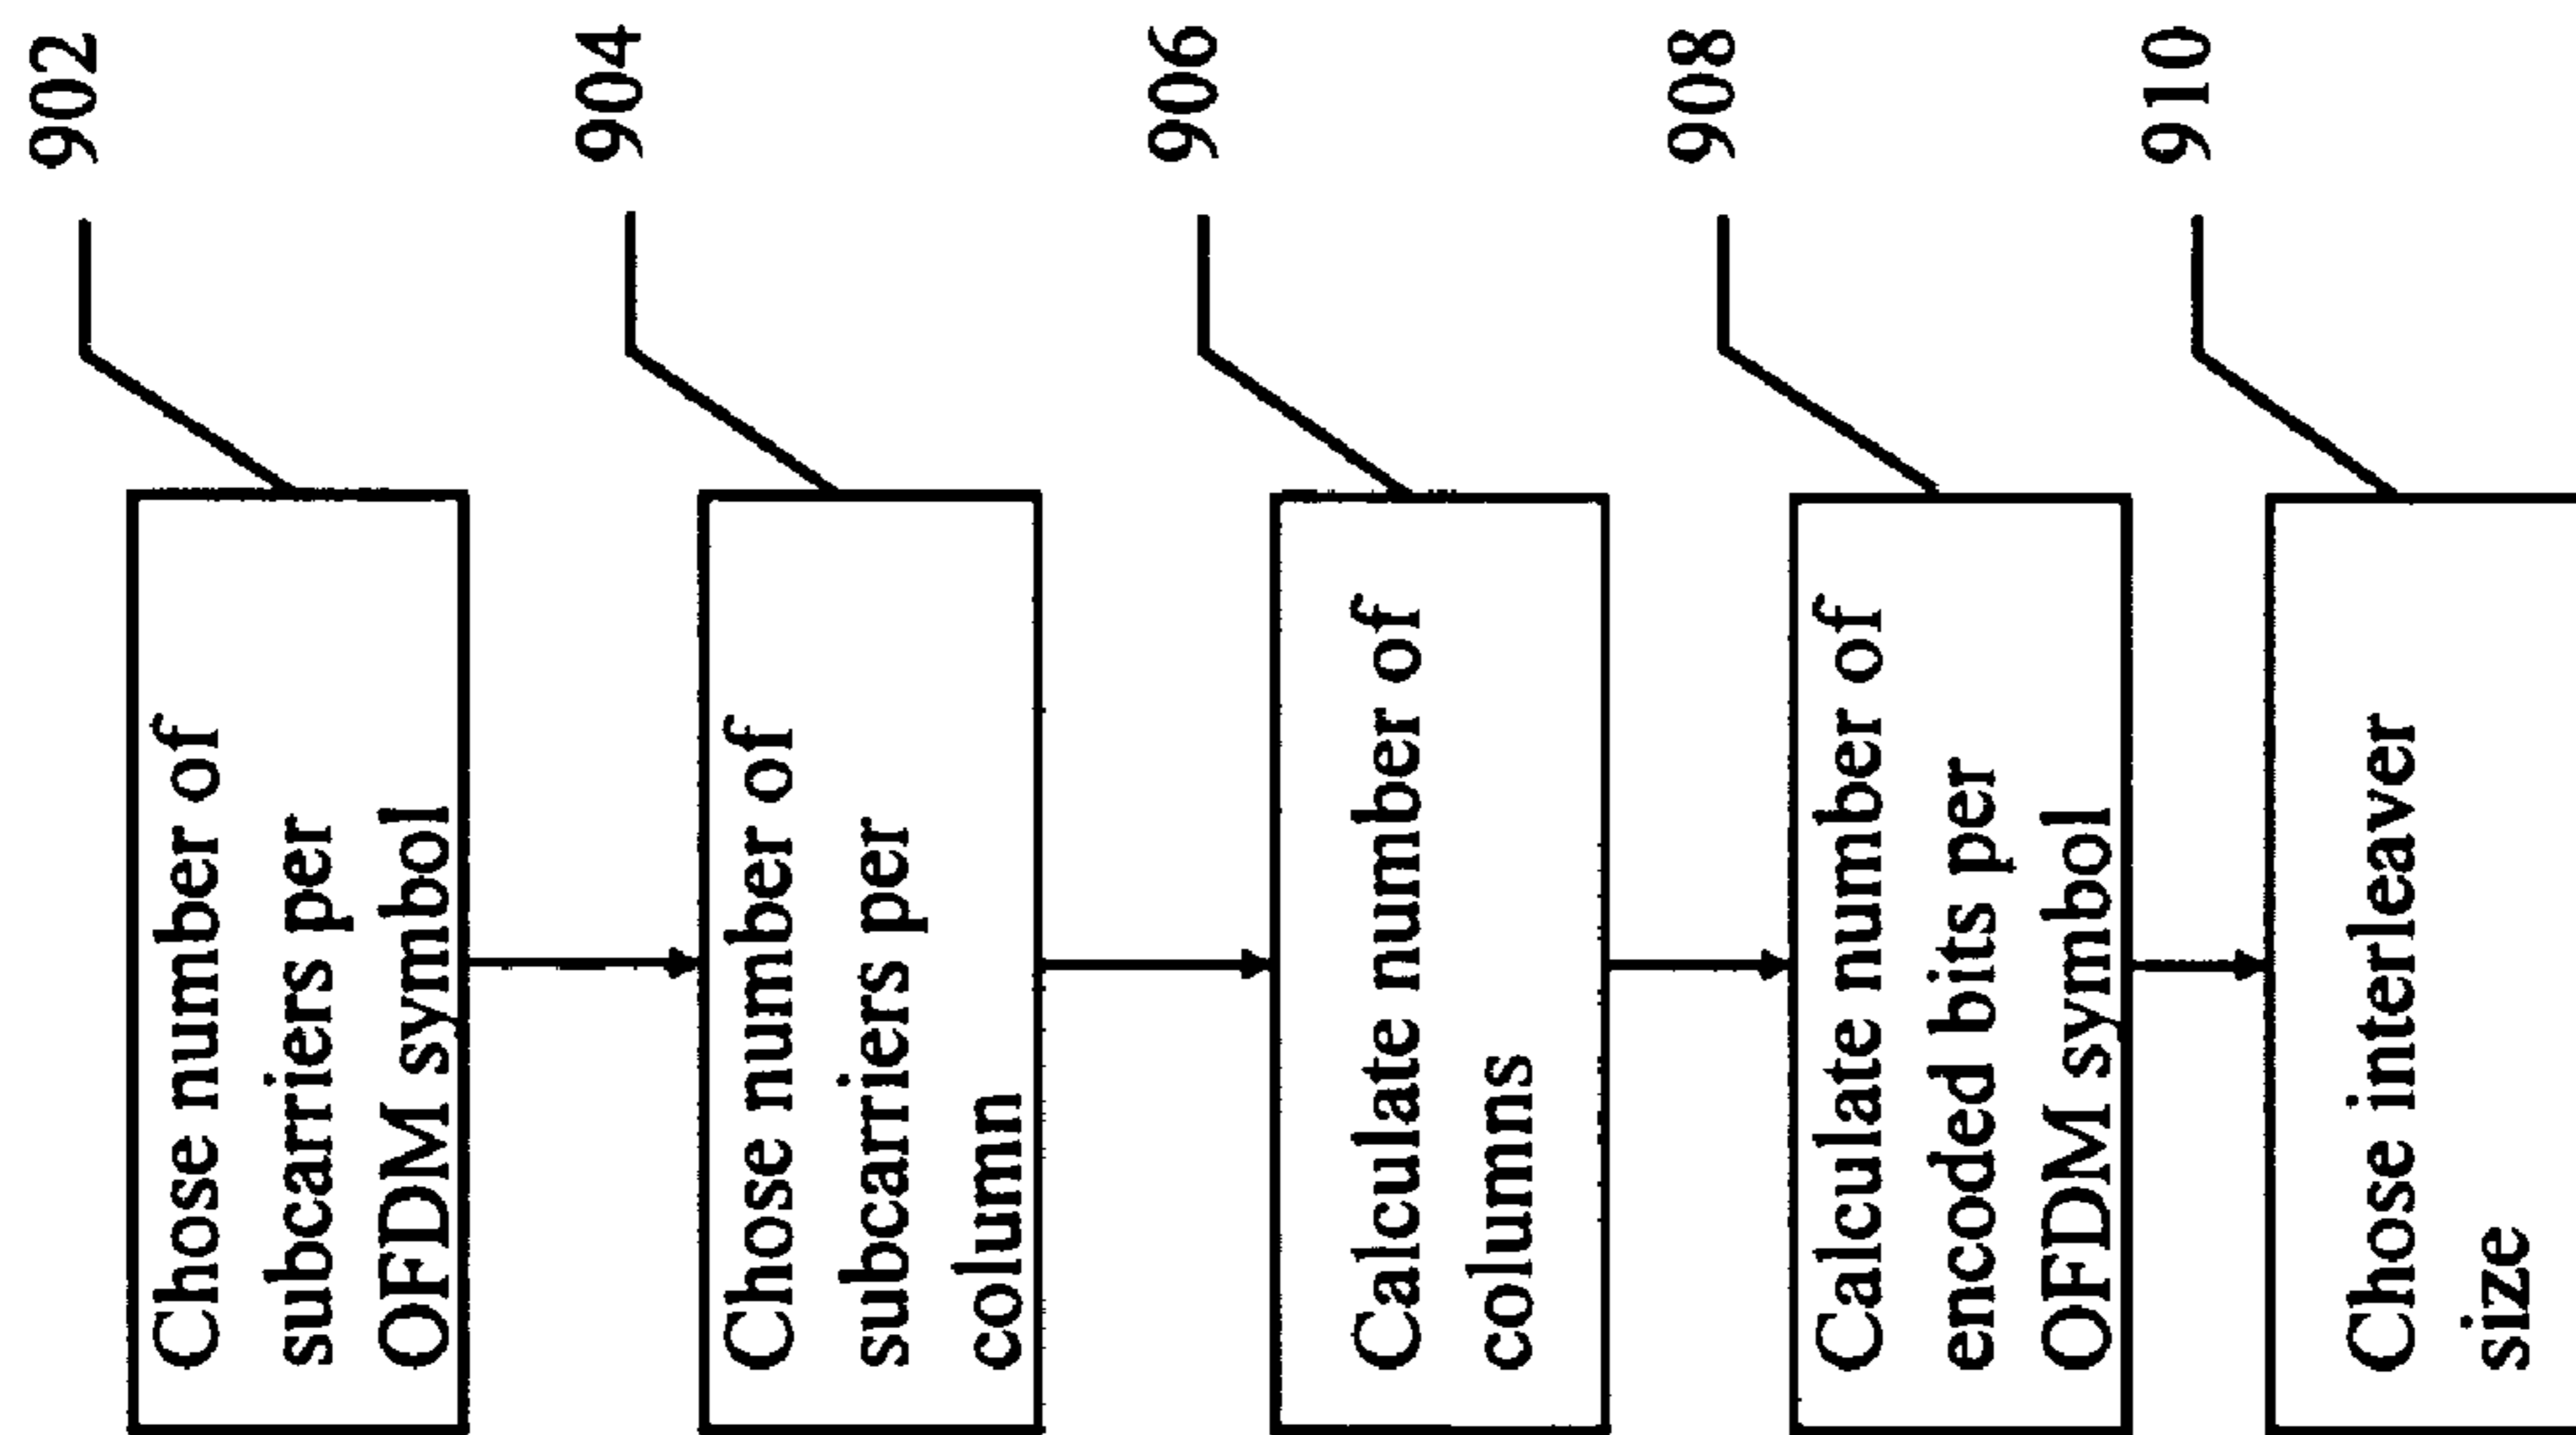 902
Chose number of
subcarriers per
OFDM symbol
904
Chose number of
subcarriers per
column
906
Calculate number of
columns
908
Calculate number of
encoded bits per
OFDM symbol
910
Chose interleaver
size